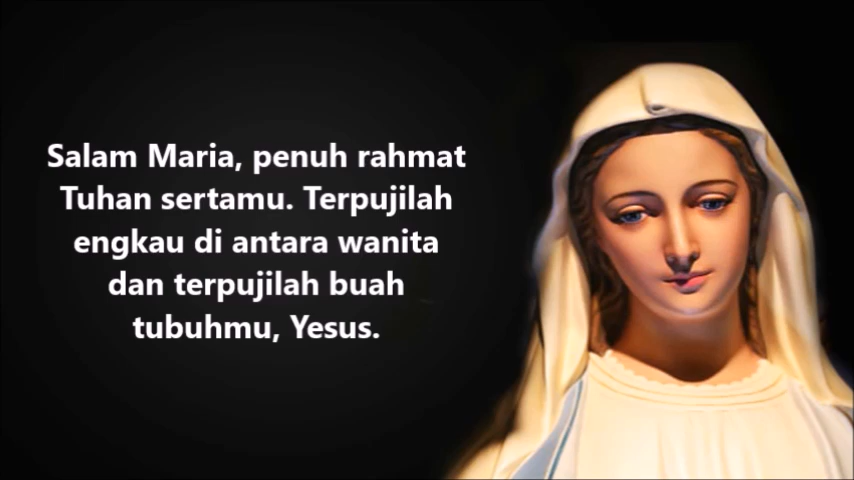 Salam Maria, penuh rahmat
Tuhan sertamu. Terpujilah
engkau di antara wanita
dan terpujilah buah
tubuhmu, Yesus.